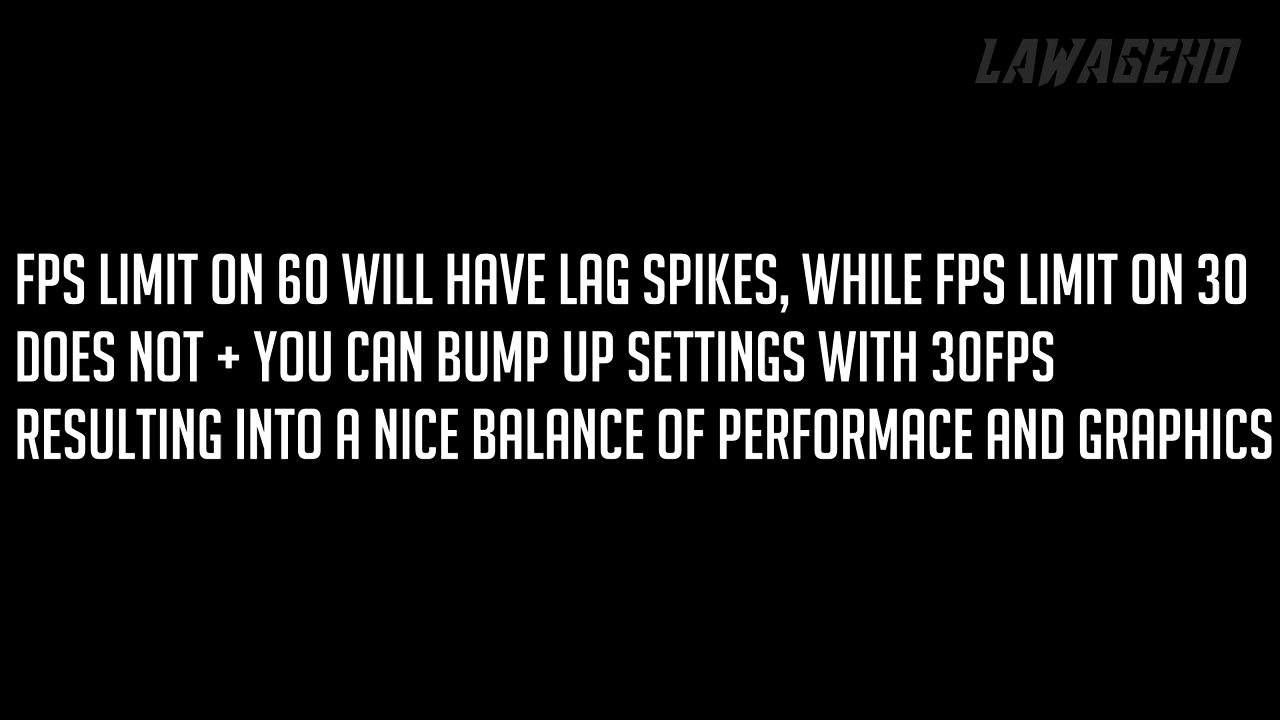 LAWAGEHD
FPS LIMIT ON 60 WILL HAVE LAG SPIKES, WHILE FPS LIMIT ON 30
DOES NOT + YOU CAN BUMP UP SETTINGS WITH 30FPS
RESULTING INTO A NICE BALANCE OF PERFORMACE AND GRAPHICS